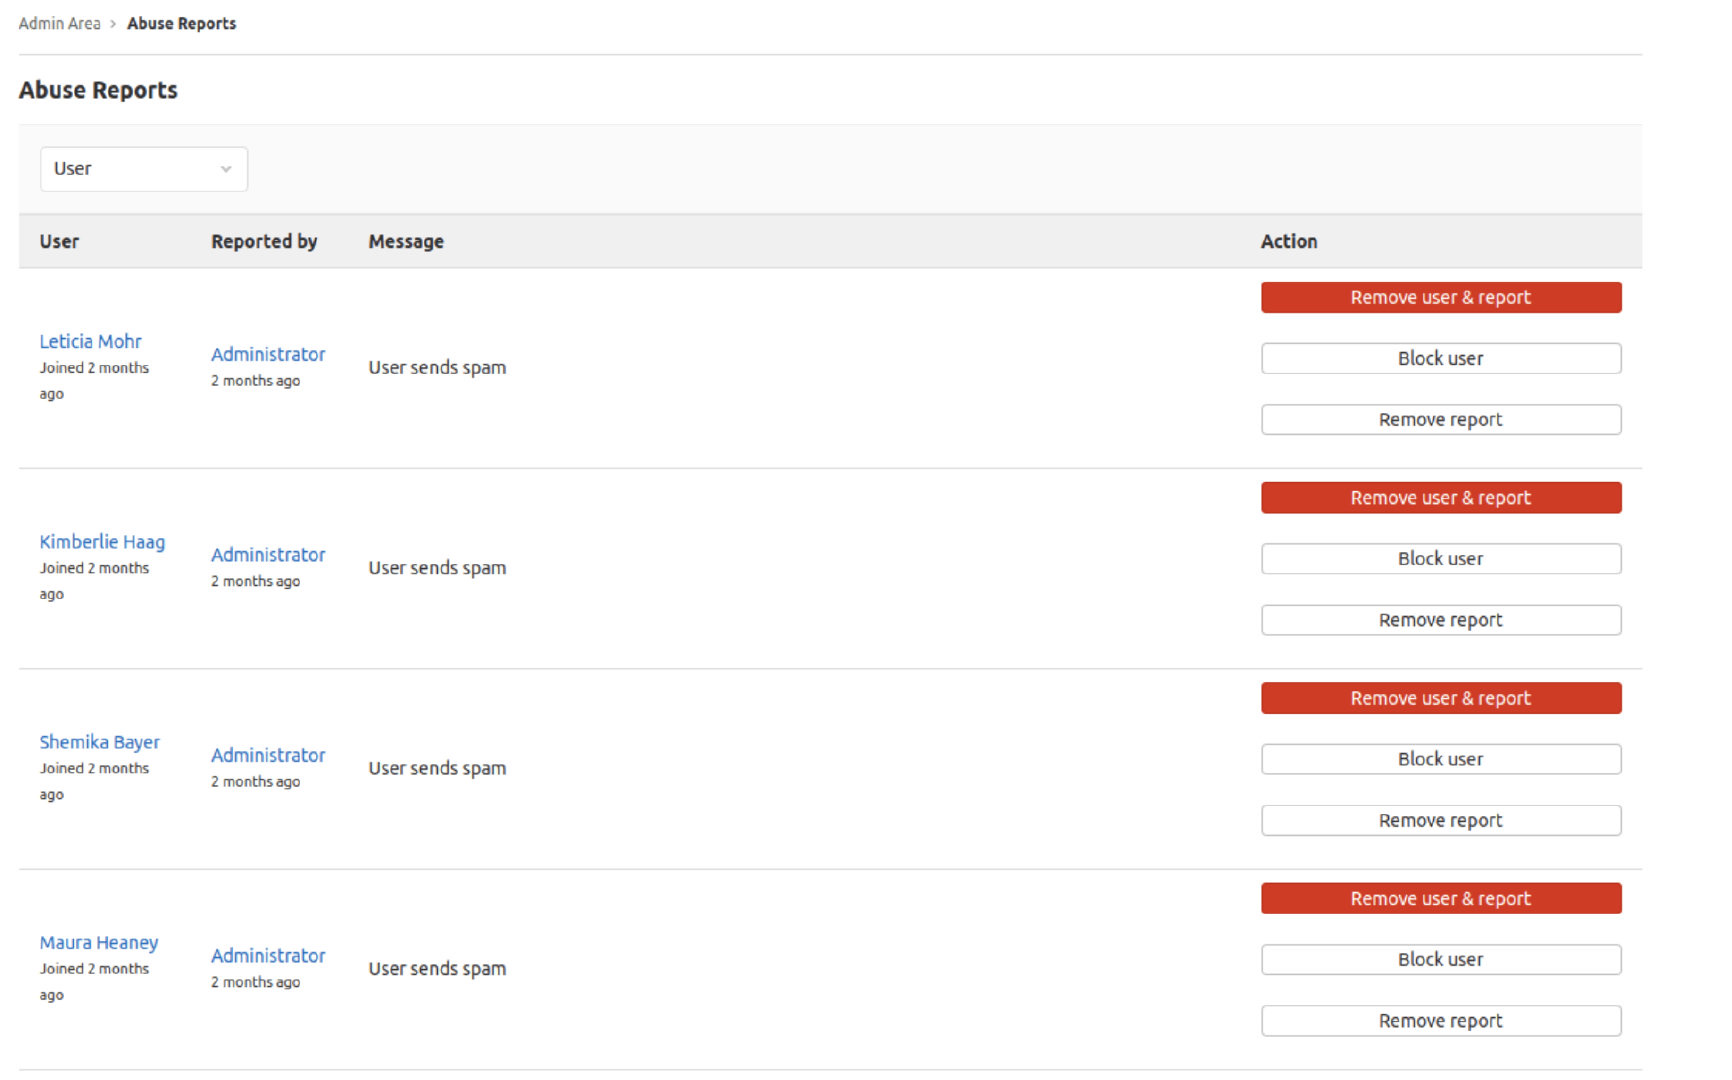 Admin Area > Abuse Reports
Abuse Reports
User
User Reported by Message Action
Leticia Mohr
Joined 2 months
ago
Administrator
2 months ago
User sends spam
Remove user & report
Block user
Remove report
Kimberlie Haag
Joined 2 months
ago
Administrator
2 months ago
User sends spam
Remove user & report
Block user
Remove report
Shemika Bayer
Joined 2 months
ago
Administrator
2 months ago
User sends spam
Remove user & report
Block user
Remove report
Maura Heaney
Joined 2 months
ago
Administrator
2 months ago
User sends spam
Remove user & report
Block user
Remove report